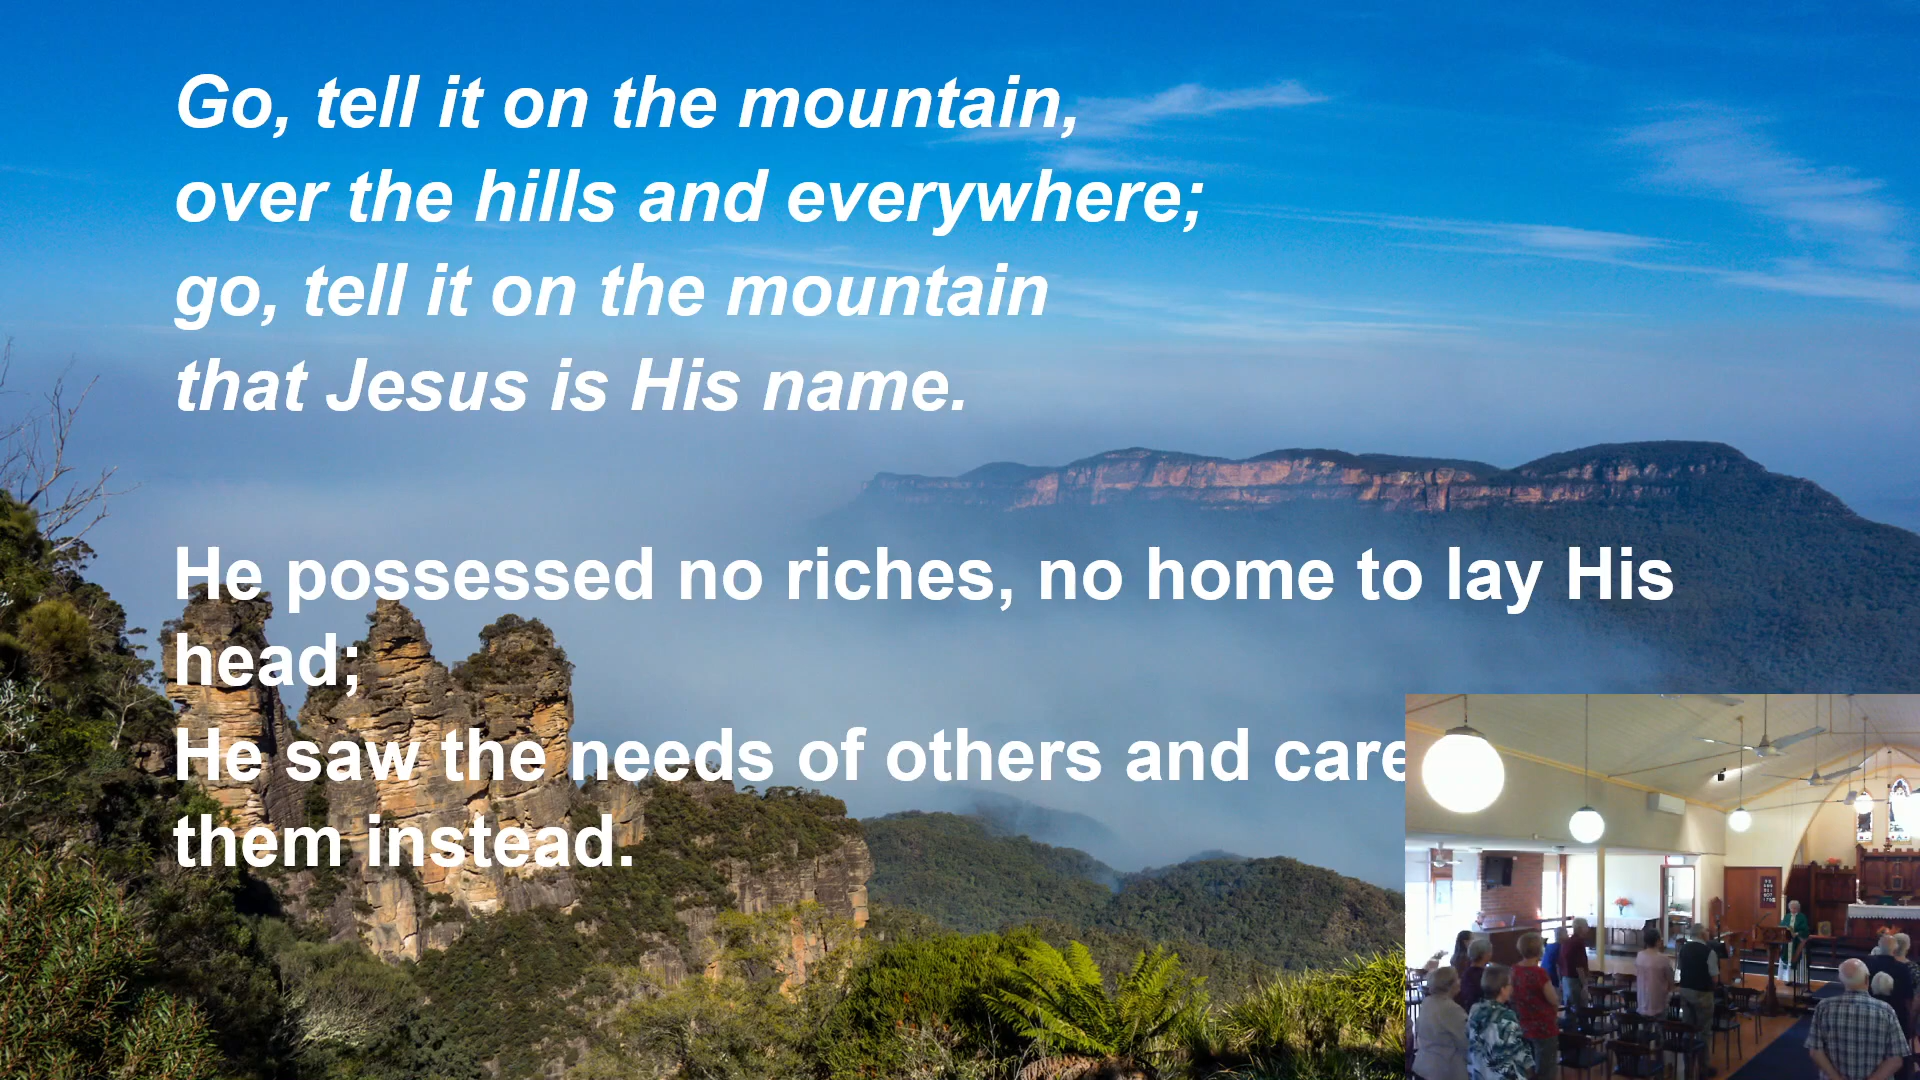 Go, tell it on the mountain,
over the hills and everywhere;
go, tell it on the mountain
that Jesus is His name.
He possessed no riches, no home to lay His
head;
He saw the needs of others and care
them instead.